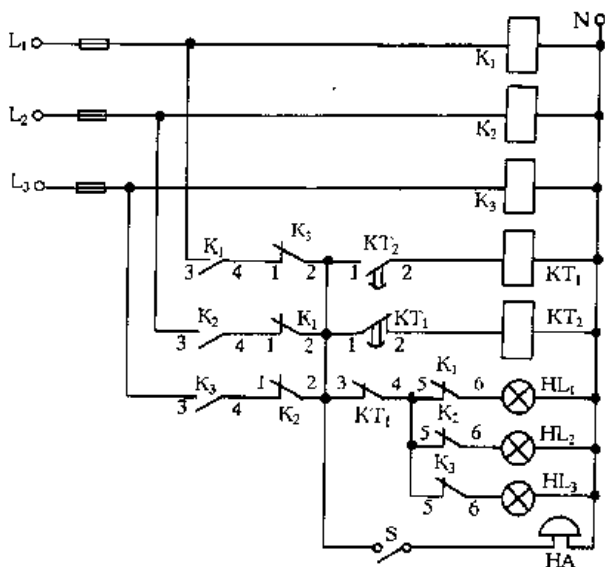 N
L₁
K₁
L₂
K₂
L₃
K₃
K₁ K₃ KT₂
3 4 1 2 1 2 KT₁
K₂ K₁ KT₁ KT₂
3 4 1 2 1 2
K₃ 1 2 3 4 K₁ 5 6 HL₁
3 4 K₂ KT₁
K₂ 5 6 HL₂
K₃ HL₃
5 6
S
HA